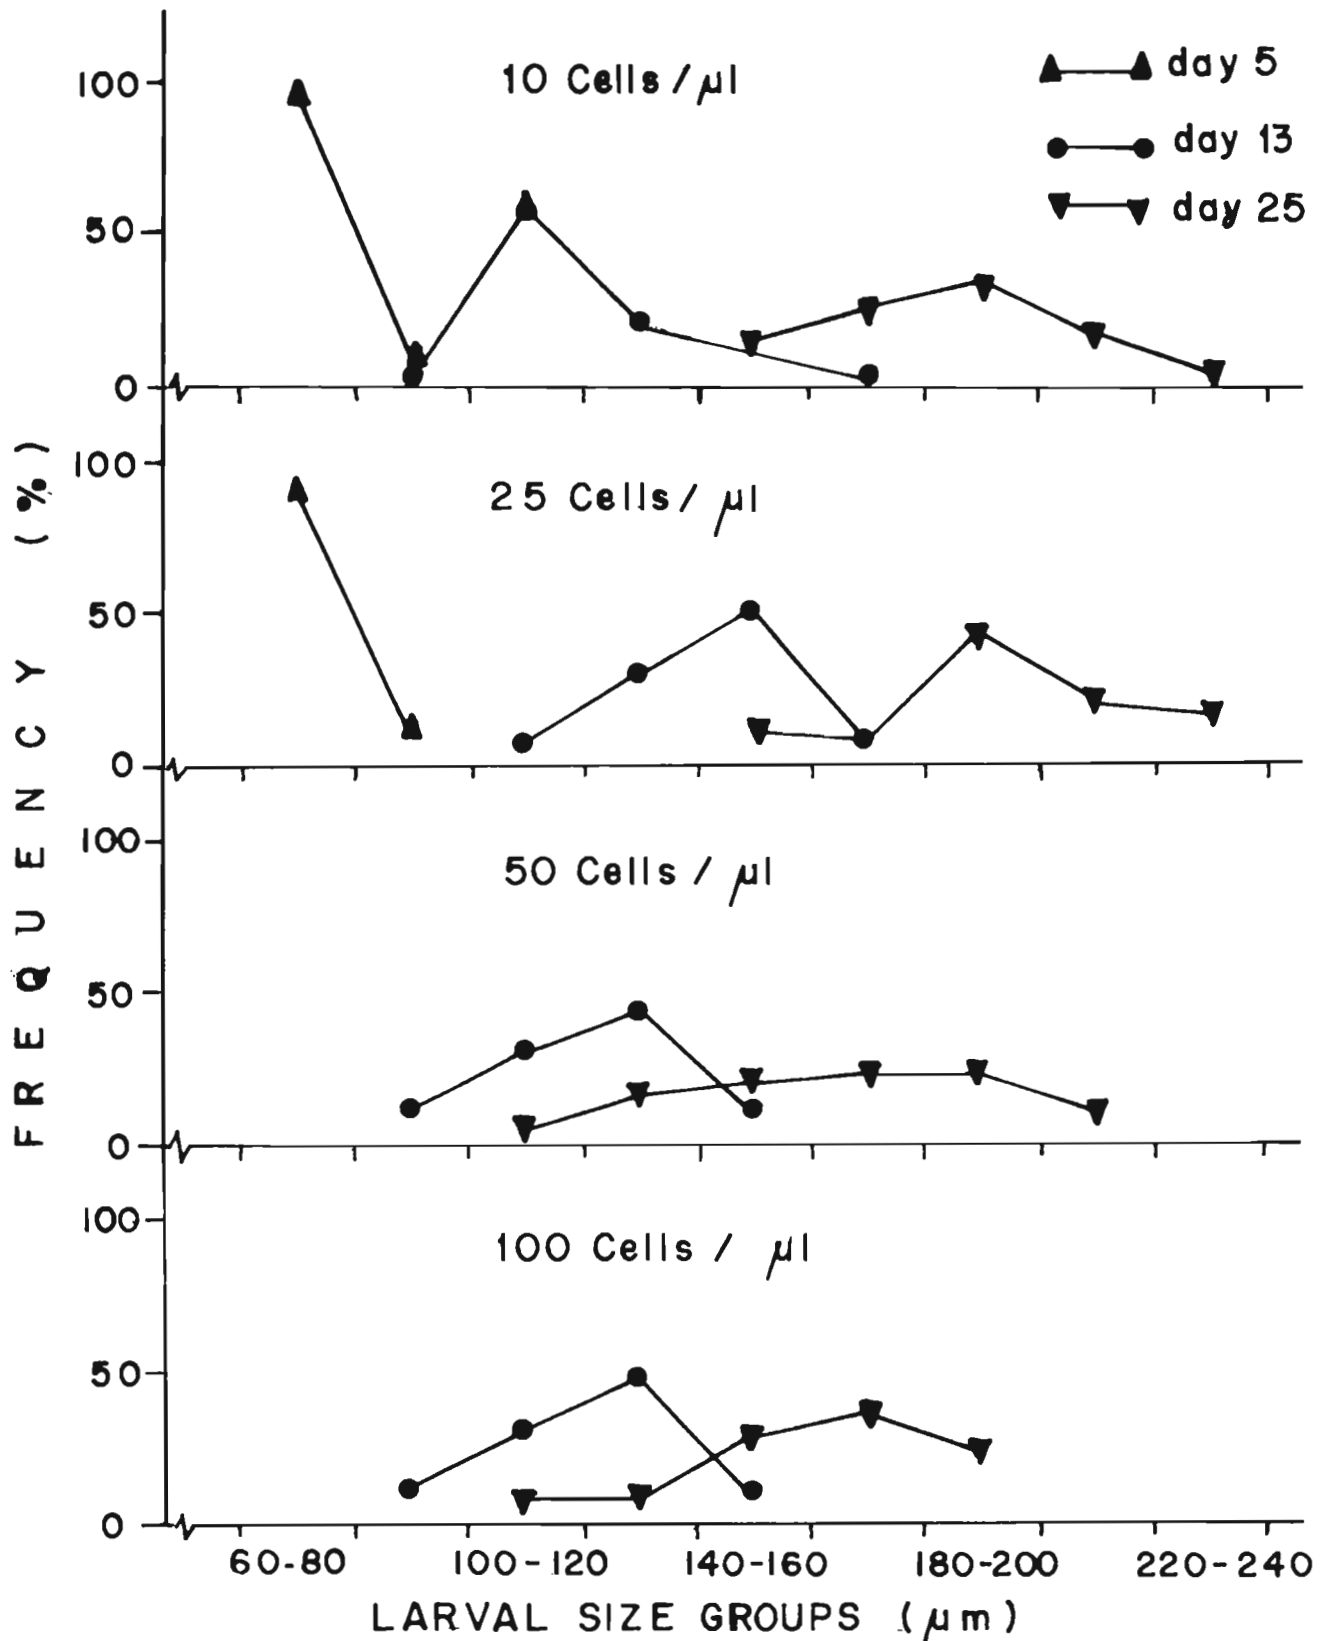 10 Cells / µl
day 5
day 13
day 25
100
50
0
25 Cells / µl
100
50
0
50 Cells / µl
100
50
0
100 Cells / µl
100
50
0
FREQUENCY (%)
60-80 100-120 140-160 180-200 220-240
LARVAL SIZE GROUPS (µm)